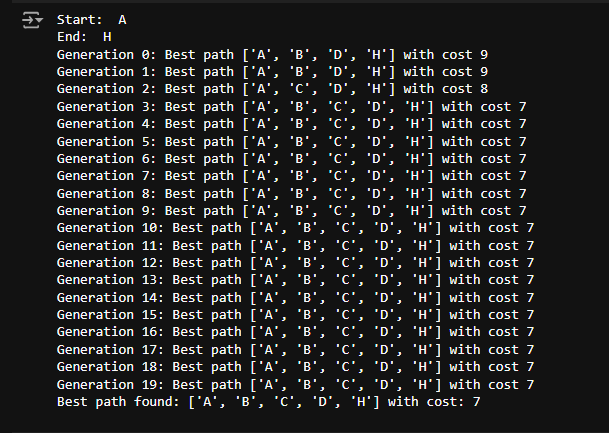 Start:  A
End:  H
Generation 0: Best path ['A', 'B', 'D', 'H'] with cost 9
Generation 1: Best path ['A', 'B', 'D', 'H'] with cost 9
Generation 2: Best path ['A', 'C', 'D', 'H'] with cost 8
Generation 3: Best path ['A', 'B', 'C', 'D', 'H'] with cost 7
Generation 4: Best path ['A', 'B', 'C', 'D', 'H'] with cost 7
Generation 5: Best path ['A', 'B', 'C', 'D', 'H'] with cost 7
Generation 6: Best path ['A', 'B', 'C', 'D', 'H'] with cost 7
Generation 7: Best path ['A', 'B', 'C', 'D', 'H'] with cost 7
Generation 8: Best path ['A', 'B', 'C', 'D', 'H'] with cost 7
Generation 9: Best path ['A', 'B', 'C', 'D', 'H'] with cost 7
Generation 10: Best path ['A', 'B', 'C', 'D', 'H'] with cost 7
Generation 11: Best path ['A', 'B', 'C', 'D', 'H'] with cost 7
Generation 12: Best path ['A', 'B', 'C', 'D', 'H'] with cost 7
Generation 13: Best path ['A', 'B', 'C', 'D', 'H'] with cost 7
Generation 14: Best path ['A', 'B', 'C', 'D', 'H'] with cost 7
Generation 15: Best path ['A', 'B', 'C', 'D', 'H'] with cost 7
Generation 16: Best path ['A', 'B', 'C', 'D', 'H'] with cost 7
Generation 17: Best path ['A', 'B', 'C', 'D', 'H'] with cost 7
Generation 18: Best path ['A', 'B', 'C', 'D', 'H'] with cost 7
Generation 19: Best path ['A', 'B', 'C', 'D', 'H'] with cost 7
Best path found: ['A', 'B', 'C', 'D', 'H'] with cost: 7